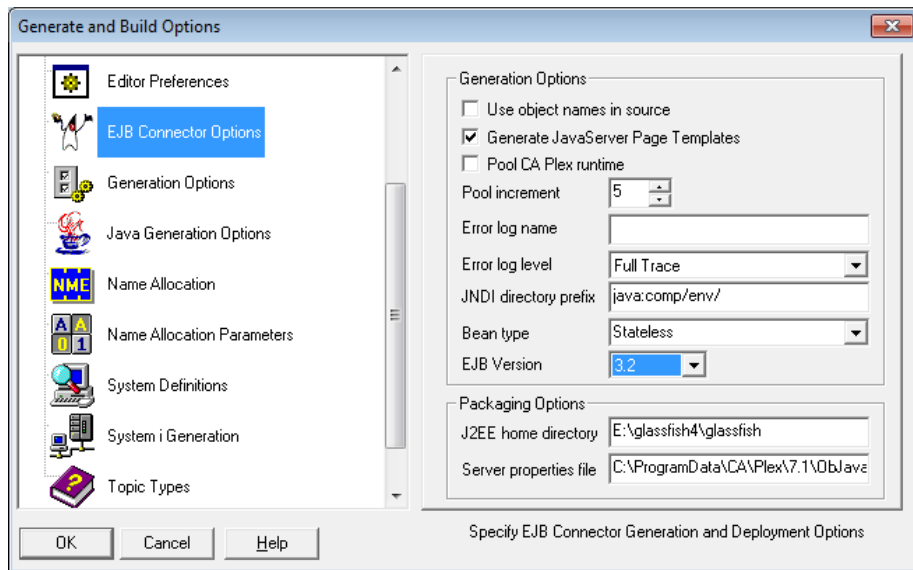 Generate and Build Options
Editor Preferences
EJB Connector Options
Generation Options
Java Generation Options
NME
Name Allocation
A A
0 1
Name Allocation Parameters
System Definitions
System i Generation
Topic Types
OK
Cancel
Help
Generation Options
Use object names in source
Generate JavaServer Page Templates
Pool CA Plex runtime
Pool increment 5
Error log name
Error log level Full Trace
JNDI directory prefix java:comp/env/
Bean type Stateless
EJB Version 3.2
Packaging Options
J2EE home directory E:\glassfish4\glassfish
Server properties file C:\ProgramData\CA\Plex\7.1\ObJava
Specify EJB Connector Generation and Deployment Options